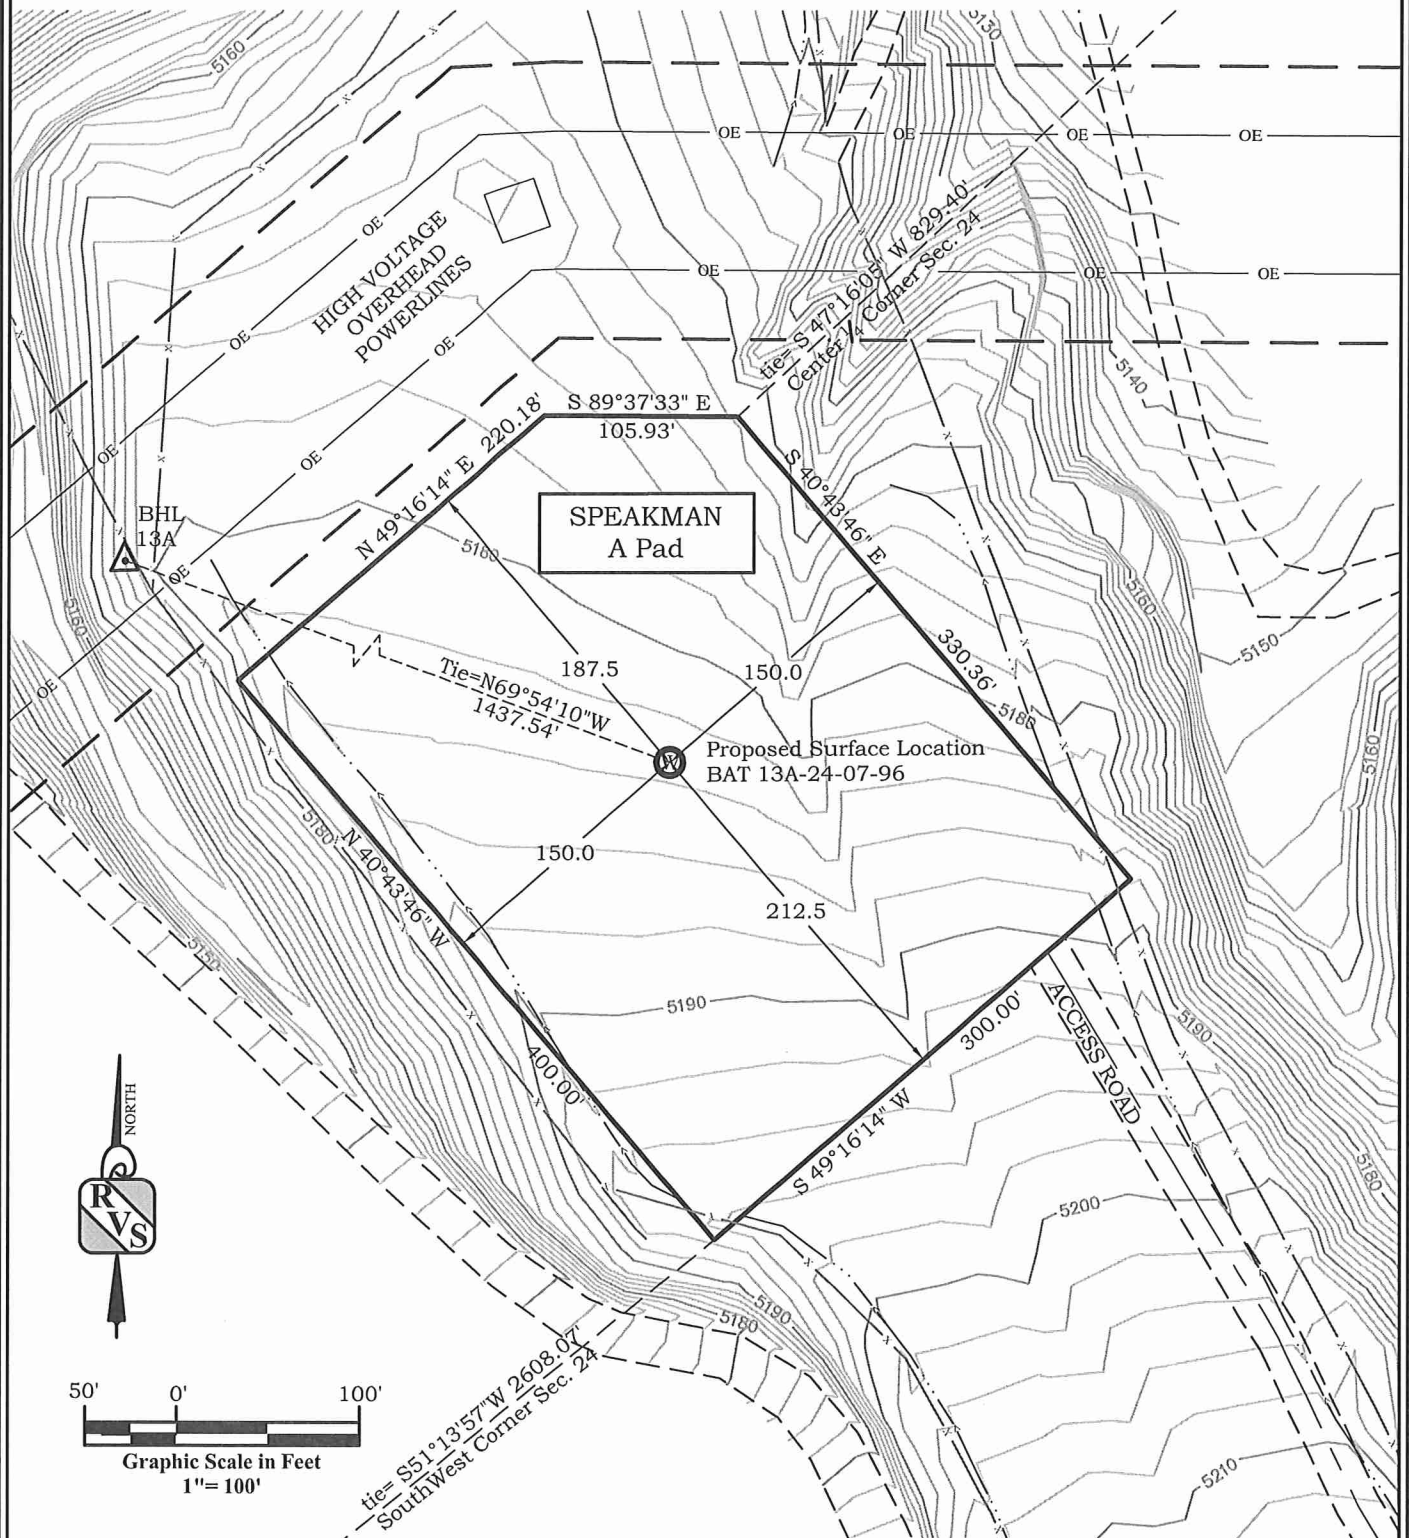 5160
5130
OE
OE
OE
OE
tie= S 47°16'05" W 829.40'
Center 1/4 Corner Sec. 24
OE
HIGH VOLTAGE
OVERHEAD
POWERLINES
OE
OE
OE
OE
OE
5140
S 89°37'33" E
105.93'
N 49°16'14" E 220.18'
OE
OE
S 40°43'46" E 330.36'
BHL
13A
SPEAKMAN
A Pad
5180
OE
5160
5160
5150
OE
187.5
150.0
Tie=N69°54'10"W
1437.54'
5180
5160
Proposed Surface Location
BAT 13A-24-07-96
W
5180
N 40°43'46" W 400.00'
150.0
212.5
5150
5190
ACCESS ROAD
300.00'
S 49°16'14" W
5190
NORTH
5180
R
V
S
5200
5190
5180
tie= S51°13'57"W 2608.07'
SouthWest Corner Sec. 24
50' 0' 100'
Graphic Scale in Feet
1"= 100'
5210